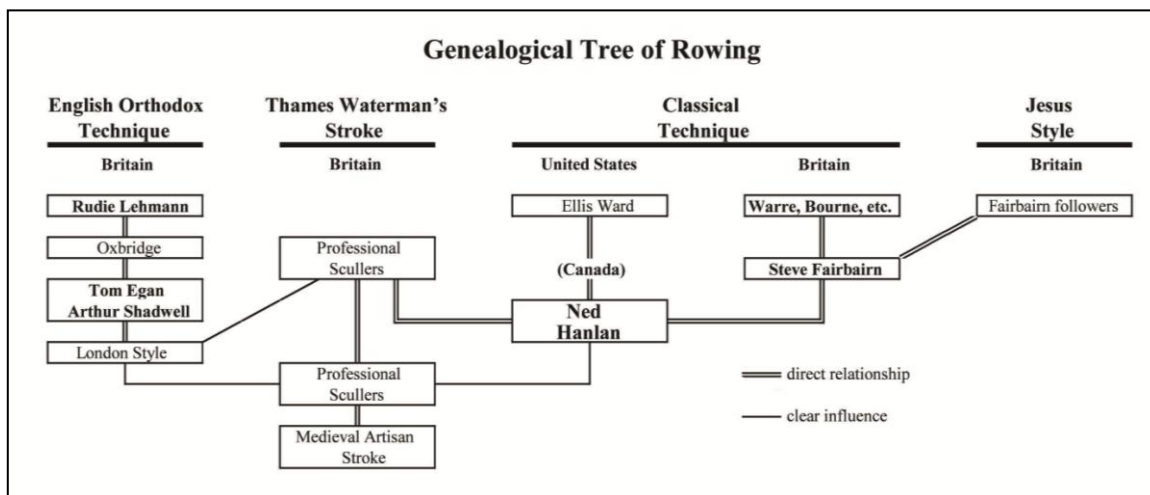 Genealogical Tree of Rowing
English Orthodox
Technique
Thames Waterman's
Stroke
Classical
Technique
Jesus
Style
Britain
Britain
United States
Britain
Britain
Rudie Lehmann
Ellis Ward
Warre, Bourne, etc.
Fairbairn followers
Oxbridge
Professional
Scullers
(Canada)
Steve Fairbairn
Tom Egan
Arthur Shadwell
Ned
Hanlan
London Style
Professional
Scullers
direct relationship
clear influence
Medieval Artisan
Stroke